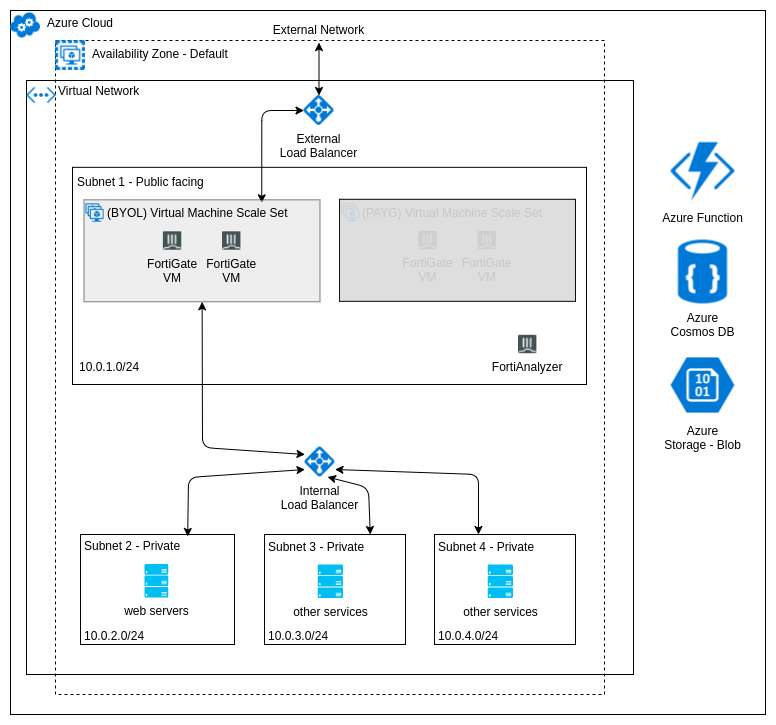 Azure Cloud
External Network
Availability Zone - Default
Virtual Network
External
Load Balancer
Subnet 1 - Public facing
(BYOL) Virtual Machine Scale Set
(PAYG) Virtual Machine Scale Set
FortiGate
VM
FortiGate
VM
FortiGate
VM
FortiGate
VM
FortiAnalyzer
10.0.1.0/24
Internal
Load Balancer
Subnet 2 - Private
web servers
10.0.2.0/24
Subnet 3 - Private
other services
10.0.3.0/24
Subnet 4 - Private
other services
10.0.4.0/24
Azure Function
{ }
Azure
Cosmos DB
10
01
Azure
Storage - Blob